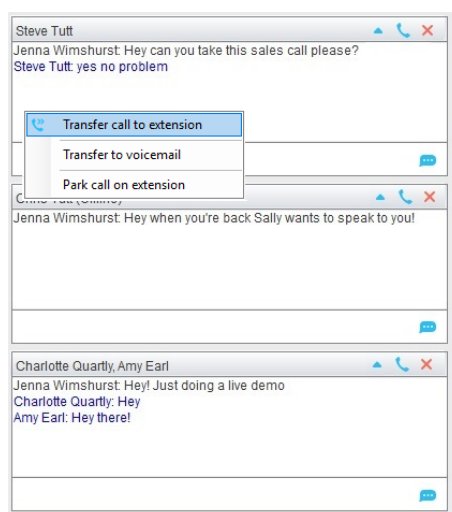 Steve Tutt
Jenna Wimshurst: Hey can you take this sales call please?
Steve Tutt: yes no problem
Transfer call to extension
Transfer to voicemail
Park call on extension
Jenna Wimshurst: Hey when you're back Sally wants to speak to you!
Charlotte Quartly, Amy Earl
Jenna Wimshurst: Hey! Just doing a live demo
Charlotte Quartly: Hey
Amy Earl: Hey there!